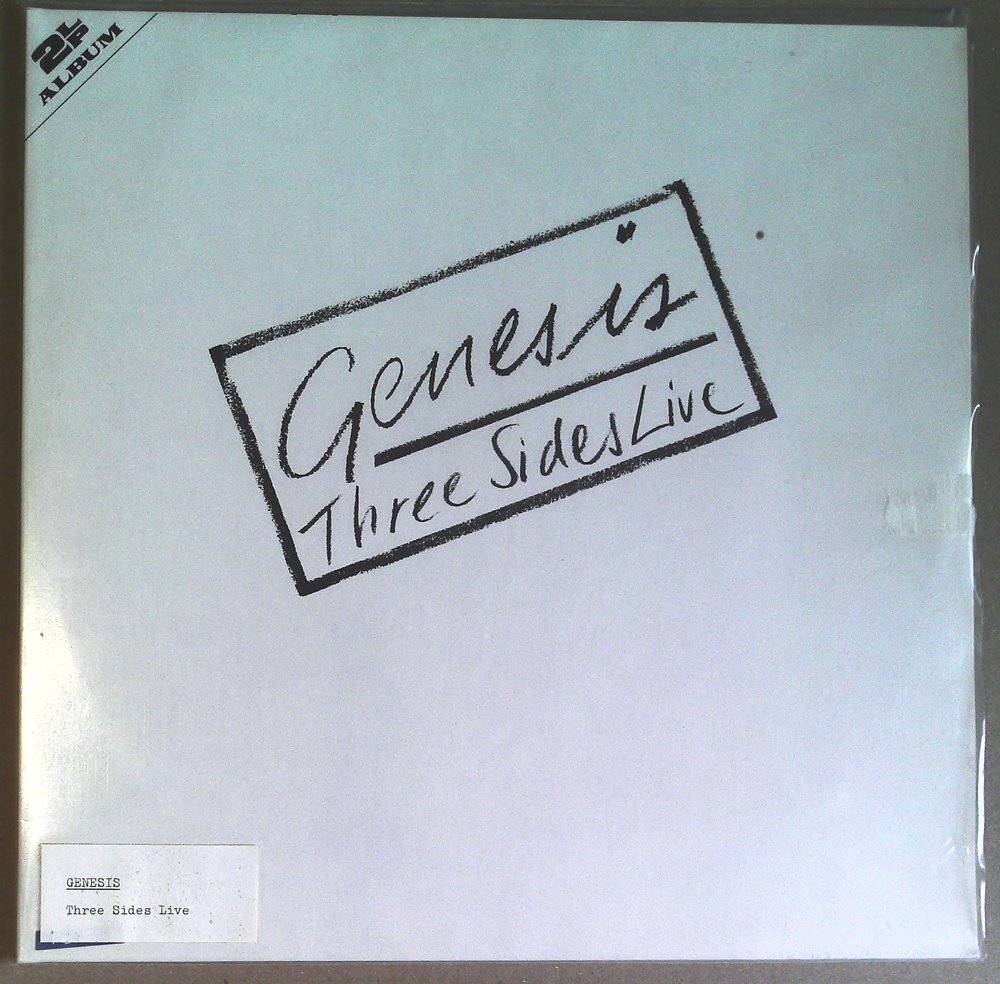 2LP
ALBUM
Genesis
Three Sides Live
GENESIS
Three Sides Live